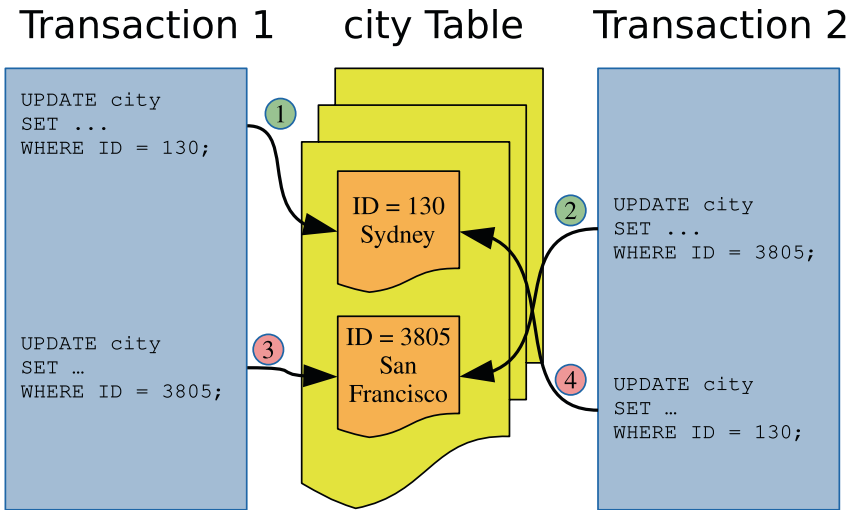 Transaction 1
city Table
Transaction 2
UPDATE city
SET ...
WHERE ID = 130;
1
ID = 130
Sydney
2
UPDATE city
SET ...
WHERE ID = 3805;
UPDATE city
SET …
WHERE ID = 3805;
3
ID = 3805
San
Francisco
4
UPDATE city
SET …
WHERE ID = 130;